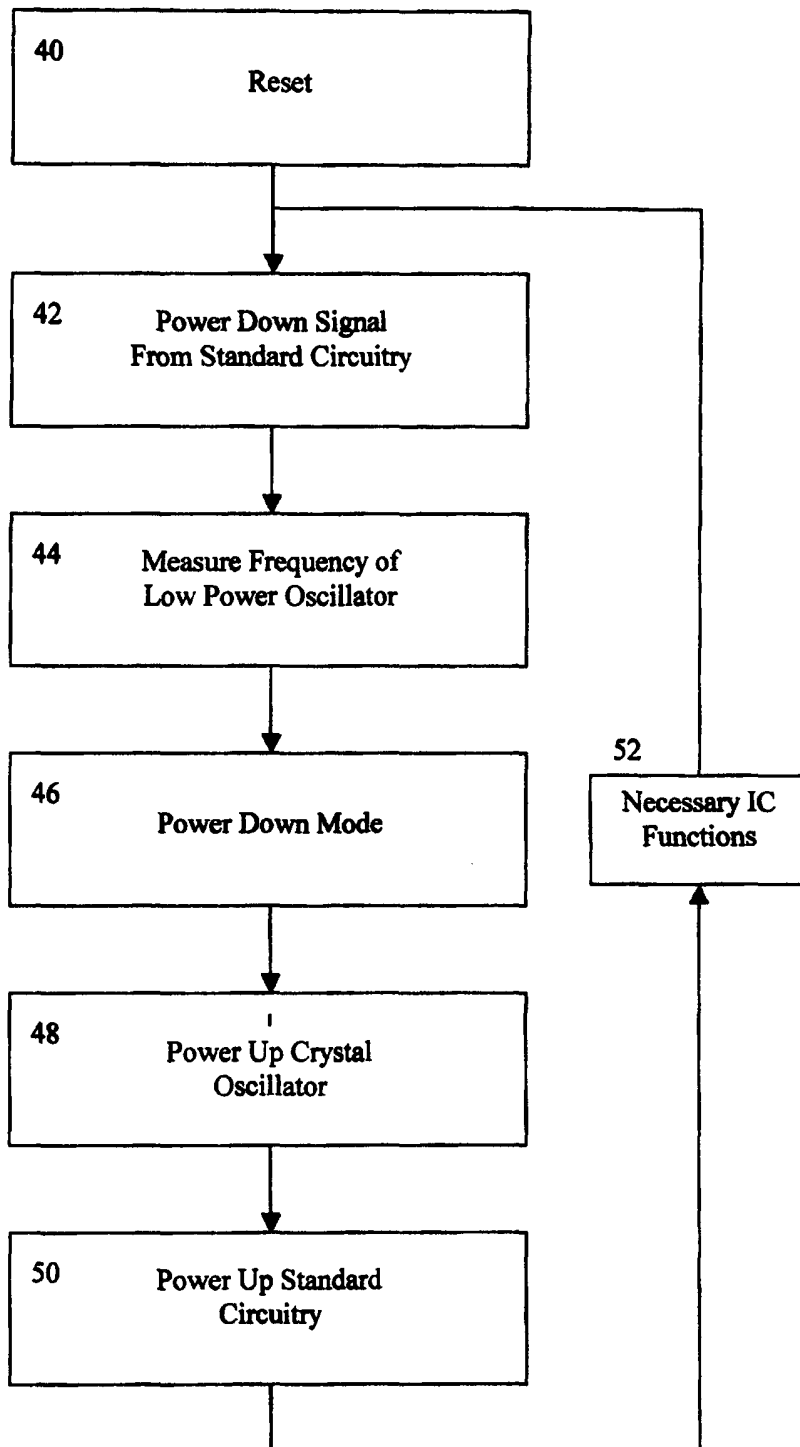 40
Reset
42
Power Down Signal
From Standard Circuitry
44
Measure Frequency of
Low Power Oscillator
46
Power Down Mode
52
Necessary IC
Functions
48
Power Up Crystal
Oscillator
50
Power Up Standard
Circuitry